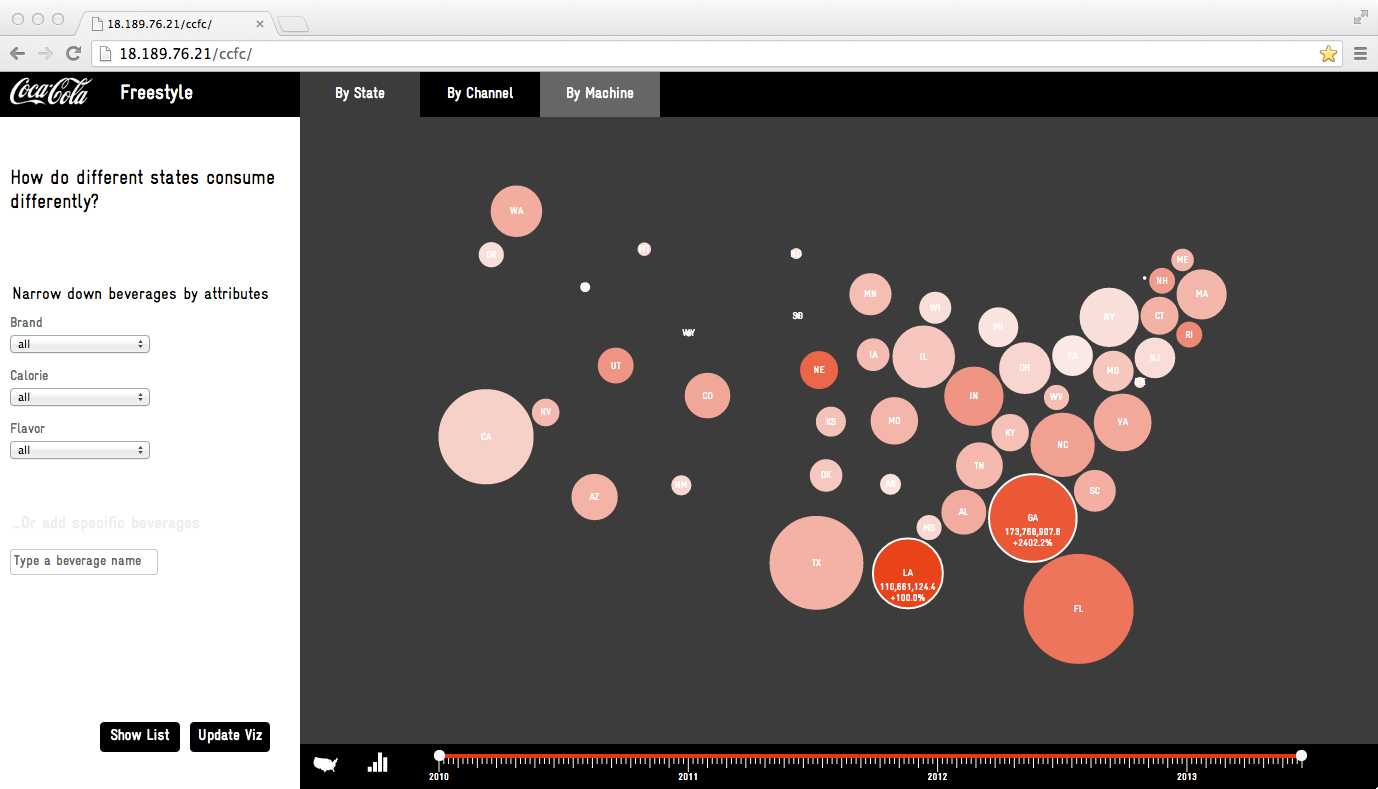 18.189.76.21/ccfc/
18.189.76.21/ccfc/
Coca-Cola Freestyle
By State By Channel By Machine
How do different states consume
differently?
Narrow down beverages by attributes
Brand
all
Calorie
all
Flavor
all
...Or add specific beverages
Type a beverage name
Show List Update Viz
WA
OR
ME
NH
MN
MA
WI
NY
CT
SD
WY
MI
RI
IA
IL
PA
NJ
UT
NE
OH
MD
CO
IN
WV
NV
KS
MO
VA
CA
KY
NC
TN
OK
NM
AR
SC
AZ
AL
GA
173,768,907.8
+2402.2%
MS
TX
LA
110,661,124.4
+100.0%
FL
2010 2011 2012 2013